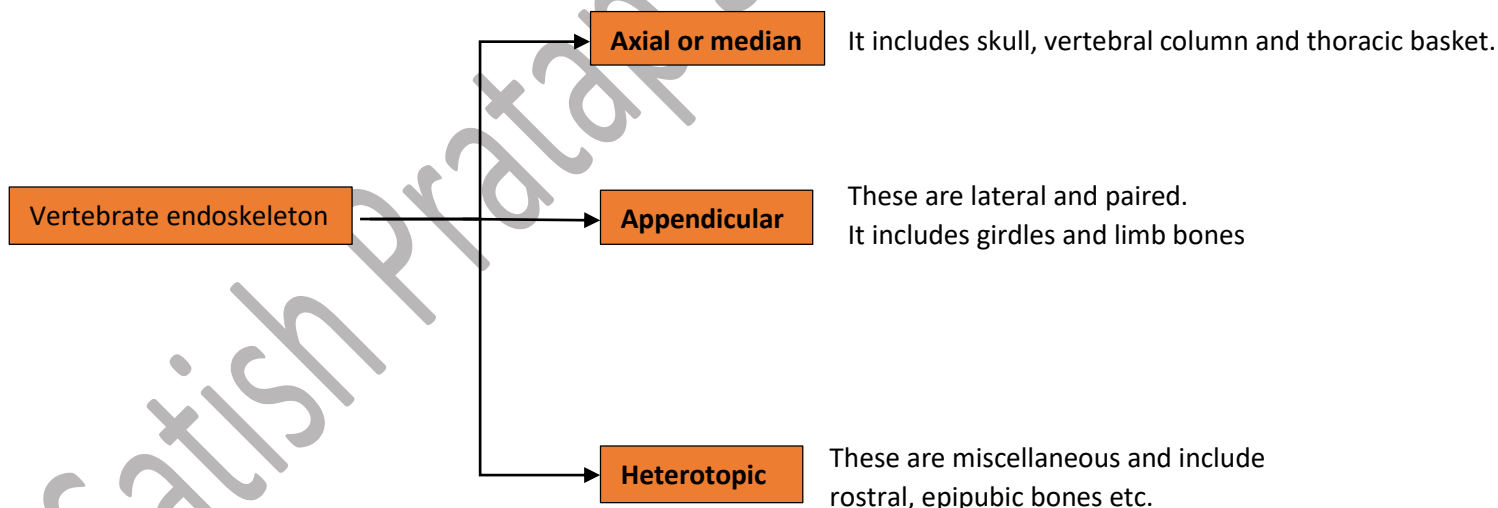 Axial or median
It includes skull, vertebral column and thoracic basket.
Vertebrate endoskeleton
Appendicular
These are lateral and paired.
It includes girdles and limb bones
Heterotopic
These are miscellaneous and include
rostral, epipubic bones etc.
Satish Pratap